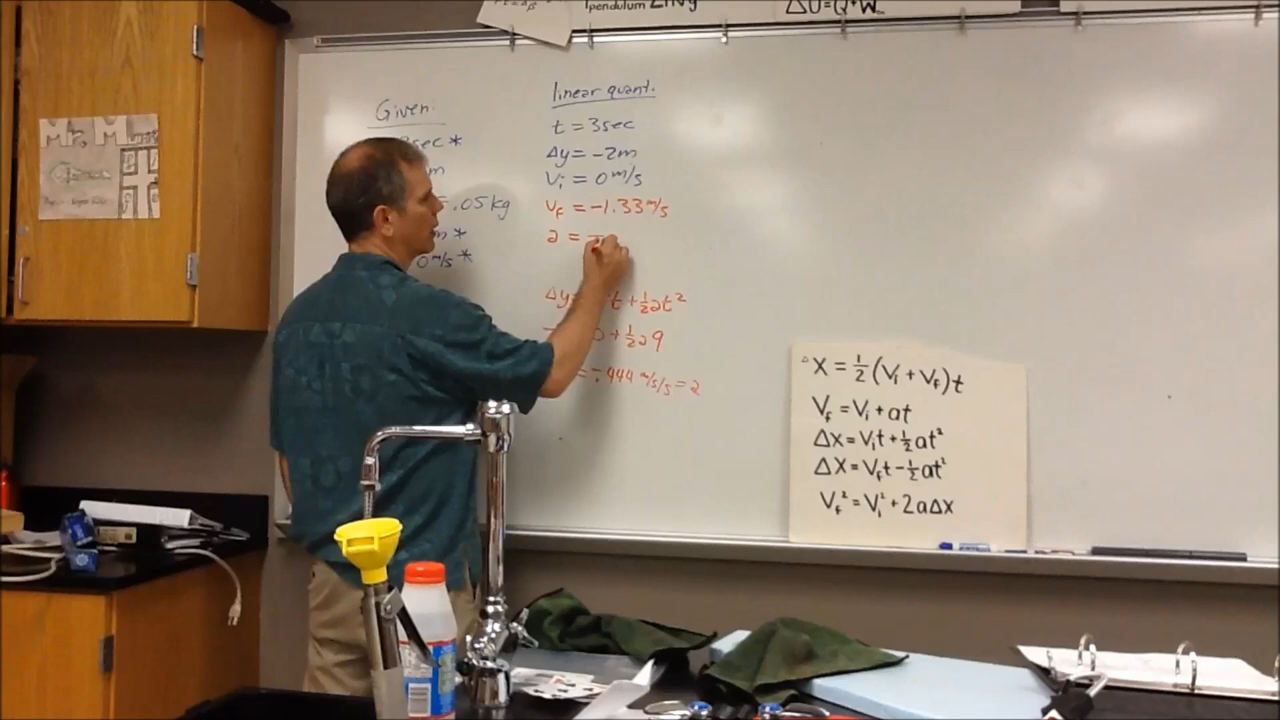 pendulum
ΔU=Q+W
Mr. M
Given:
sec*
m
=.05kg
m*
0 m/s*
linear quant.
t = 3sec
Δy = -2m
Vi = 0 m/s
Vf = -1.33 m/s
a = -
Δy= t + ½at²
0 + ½a9
= -.444 m/s/s = a
ΔX = ½(Vi + Vf)t
Vf = Vi + at
ΔX = Vit + ½at²
ΔX = Vft - ½at²
Vf² = Vi² + 2aΔX